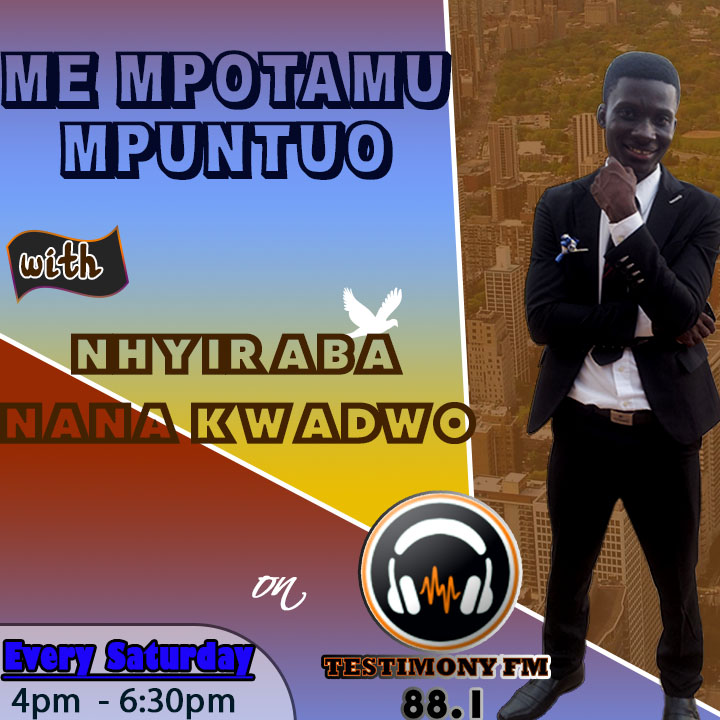 ME MPOTAMU
MPUNTUO
with
NHYIRABA
NANA KWADWO
on
TESTIMONY FM
88.1
Every Saturday
4pm - 6:30pm